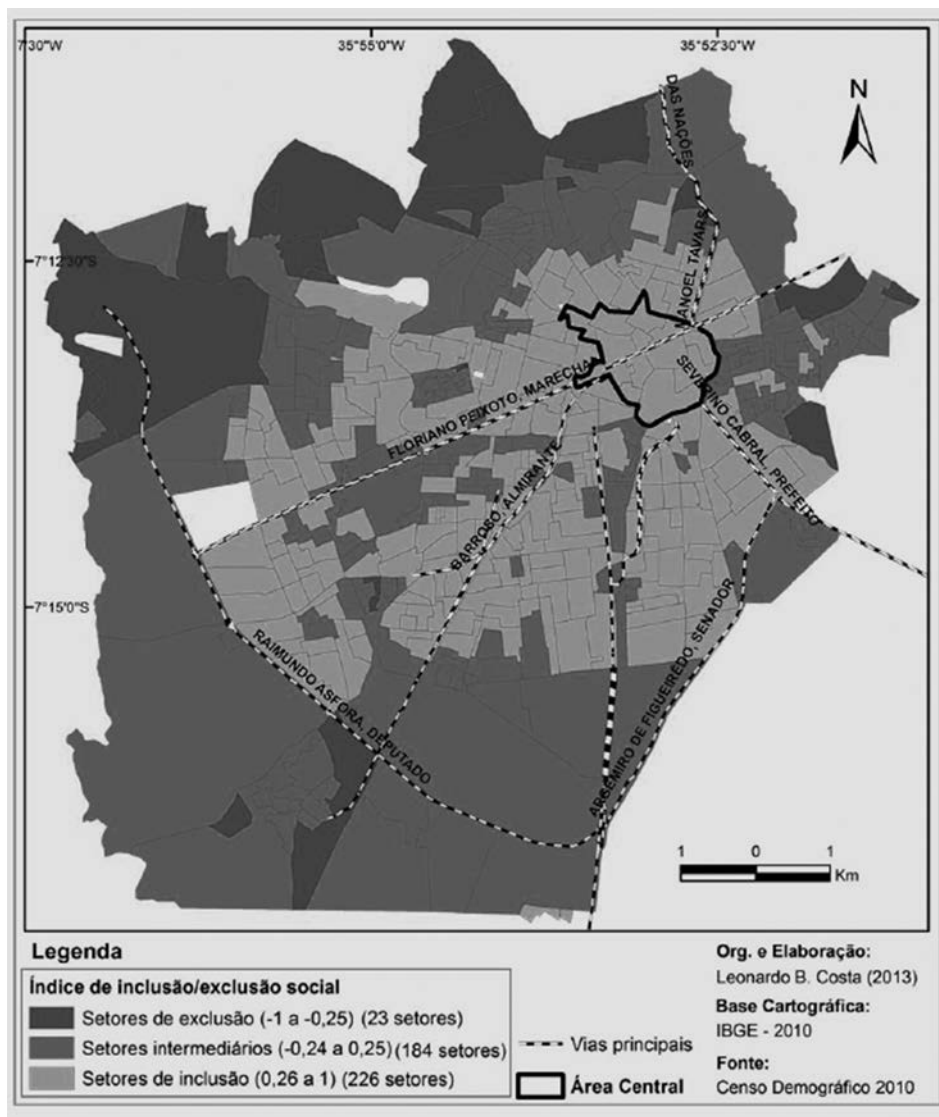 7°30"W
35°55'0"W
35°52'30"W
DAS NAÇÕES
N
MANOEL TAVARS
7°12'30"S
FLORIANO PEIXOTO, MARECHAL
SEVERINO CABRAL, PREFEITO
BARROSO, ALMIRANTE
7°15'0"S
RAIMUNDO ASFORA, DEPUTADO
ARGEMIRO DE FIGUEIRÊDO, SENADOR
1 0 1
Km
Legenda
Índice de inclusão/exclusão social
Setores de exclusão (-1 a -0,25) (23 setores)
Setores intermediários (-0,24 a 0,25) (184 setores)
Setores de inclusão (0,26 a 1) (226 setores)
Vias principais
Área Central
Org. e Elaboração:
Leonardo B. Costa (2013)
Base Cartográfica:
IBGE - 2010
Fonte:
Censo Demográfico 2010